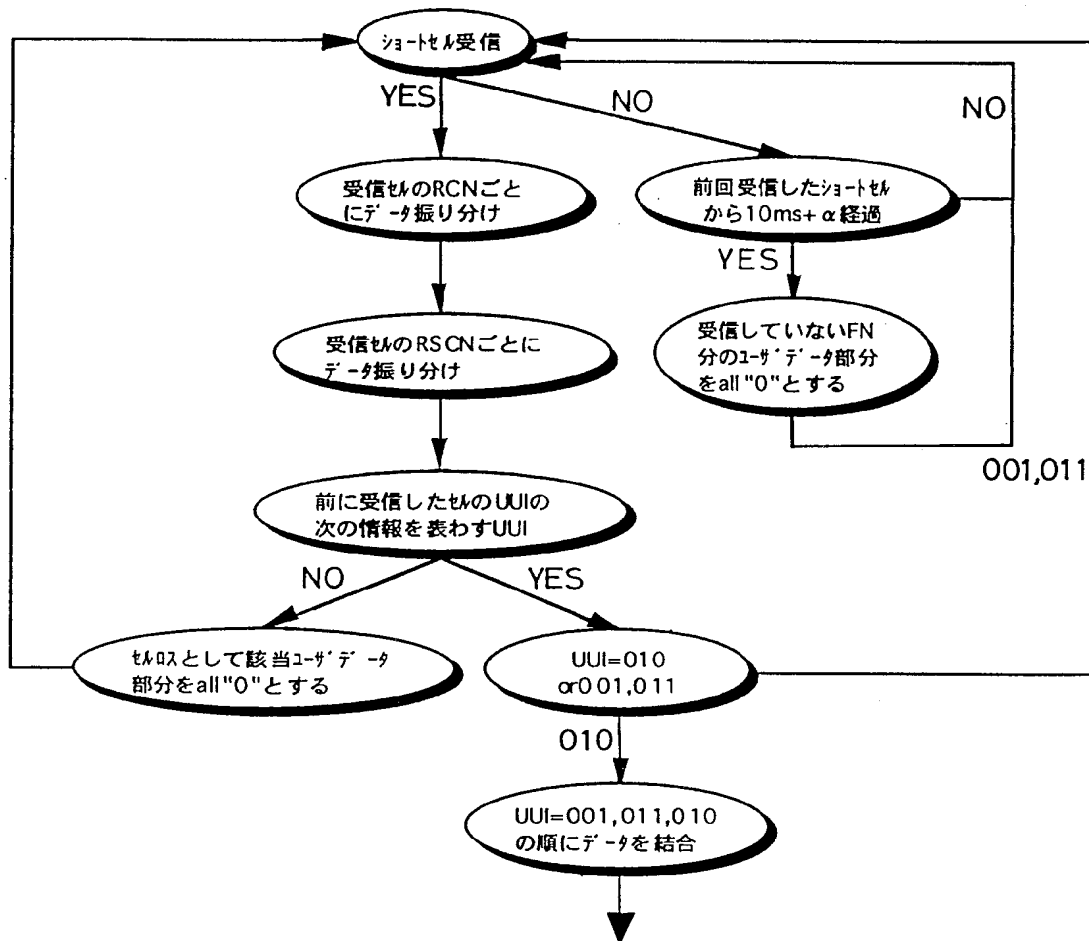 ショートセル受信
YES
NO
NO
受信セルのRCNごと
にデータ振り分け
前回受信したショートセル
から10ms+α経過
YES
受信セルのRSCNごとに
データ振り分け
受信していないFN
分のユーザデータ部分
をall"0"とする
001,011
前に受信したセルのUUIの
次の情報を表わすUUI
NO
YES
セルロスとして該当ユーザデータ
部分をall"0"とする
UUI=010
or001,011
010
UUI=001,011,010
の順にデータを結合